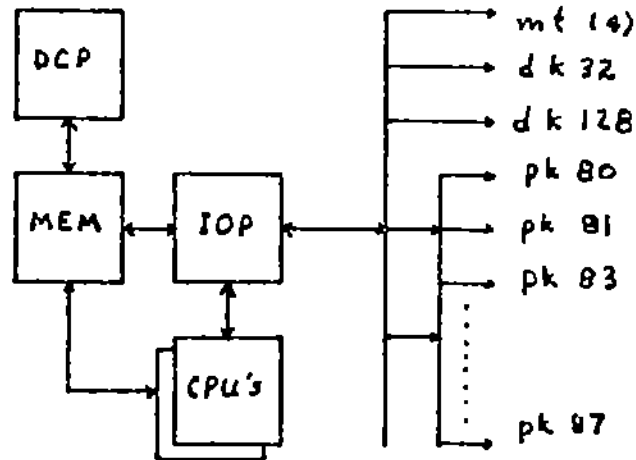 DCP
MEM
IOP
CPU's
mt (4)
dk 32
dk 128
pk 80
pk 81
pk 83
pk 87